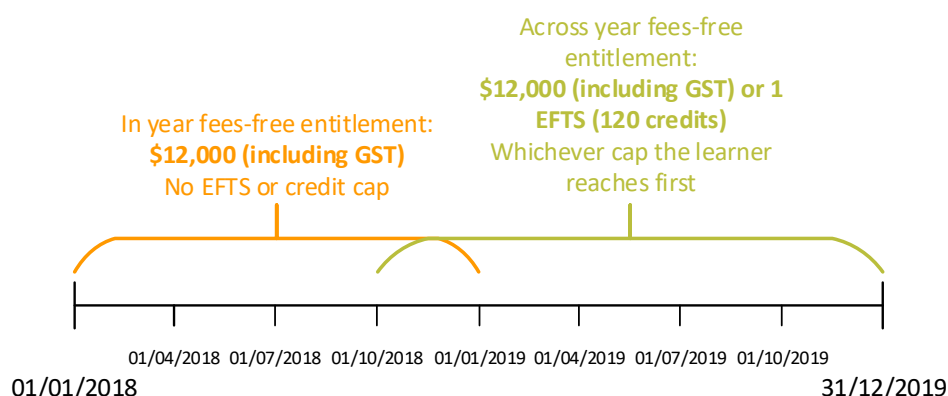 In year fees-free entitlement:
$12,000 (including GST)
No EFTS or credit cap
Across year fees-free
entitlement:
$12,000 (including GST) or 1
EFTS (120 credits)
Whichever cap the learner
reaches first
01/04/2018 01/07/2018 01/10/2018 01/01/2019 01/04/2019 01/07/2019 01/10/2019
01/01/2018 31/12/2019